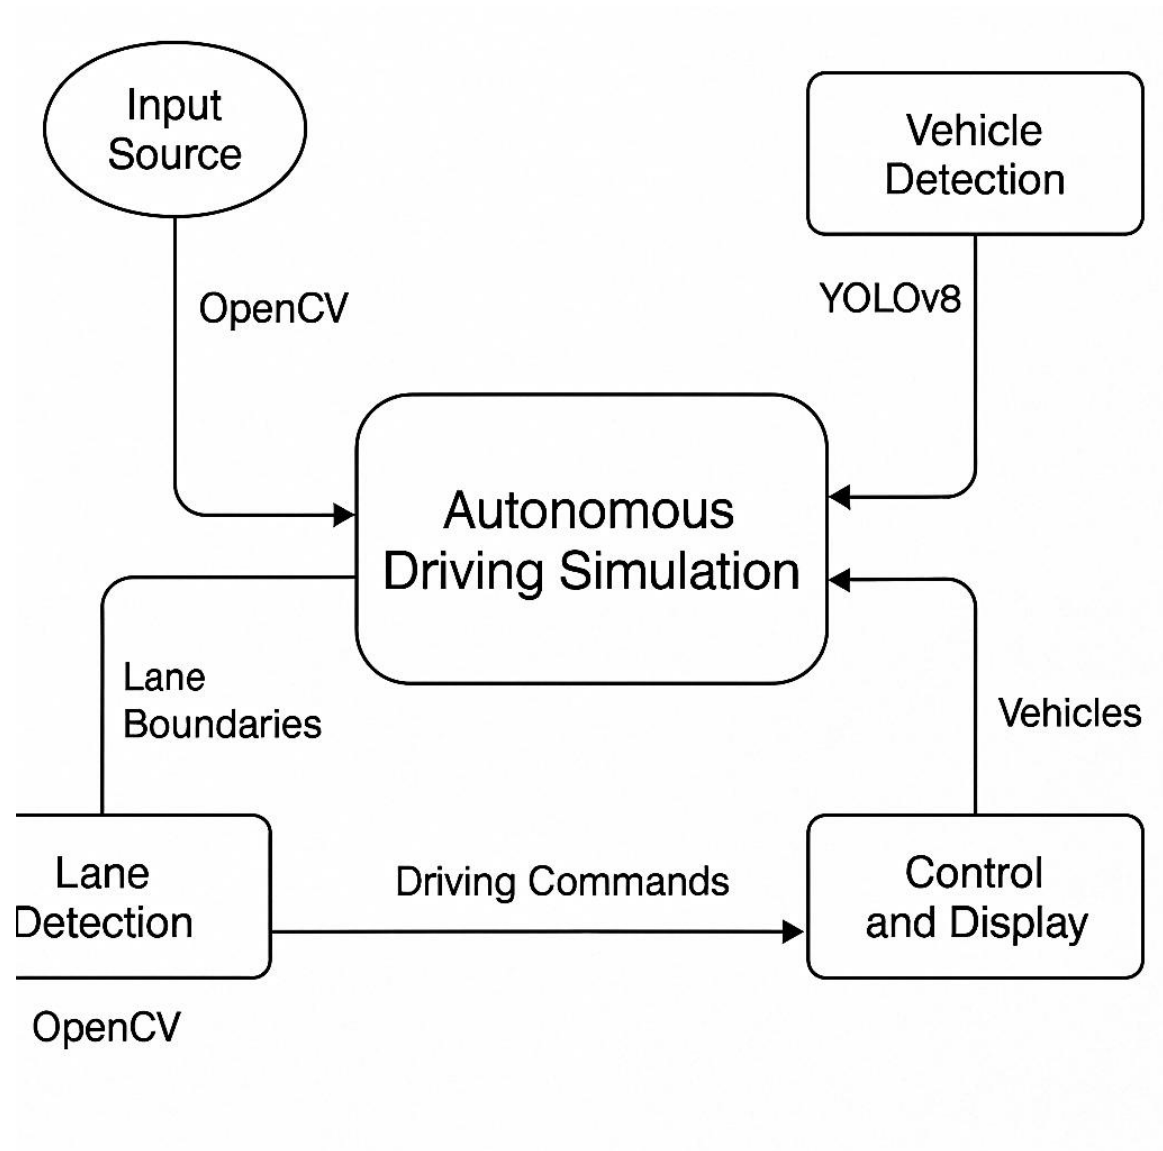 Input
Source
Vehicle
Detection
OpenCV
YOLOv8
Autonomous
Driving Simulation
Lane
Boundaries
Vehicles
Lane
Detection
Driving Commands
Control
and Display
OpenCV